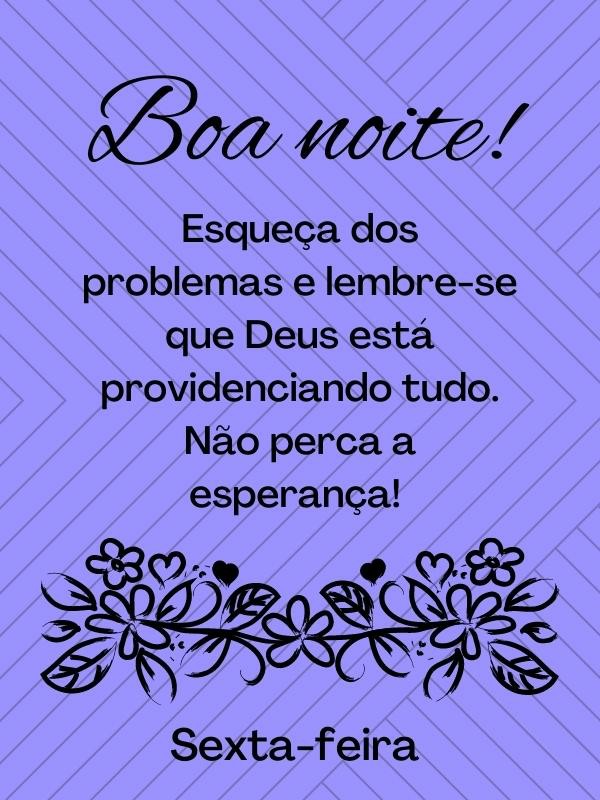 Boa noite!
Esqueça dos
problemas e lembre-se
que Deus está
providenciando tudo.
Não perca a
esperança!
Sexta-feira